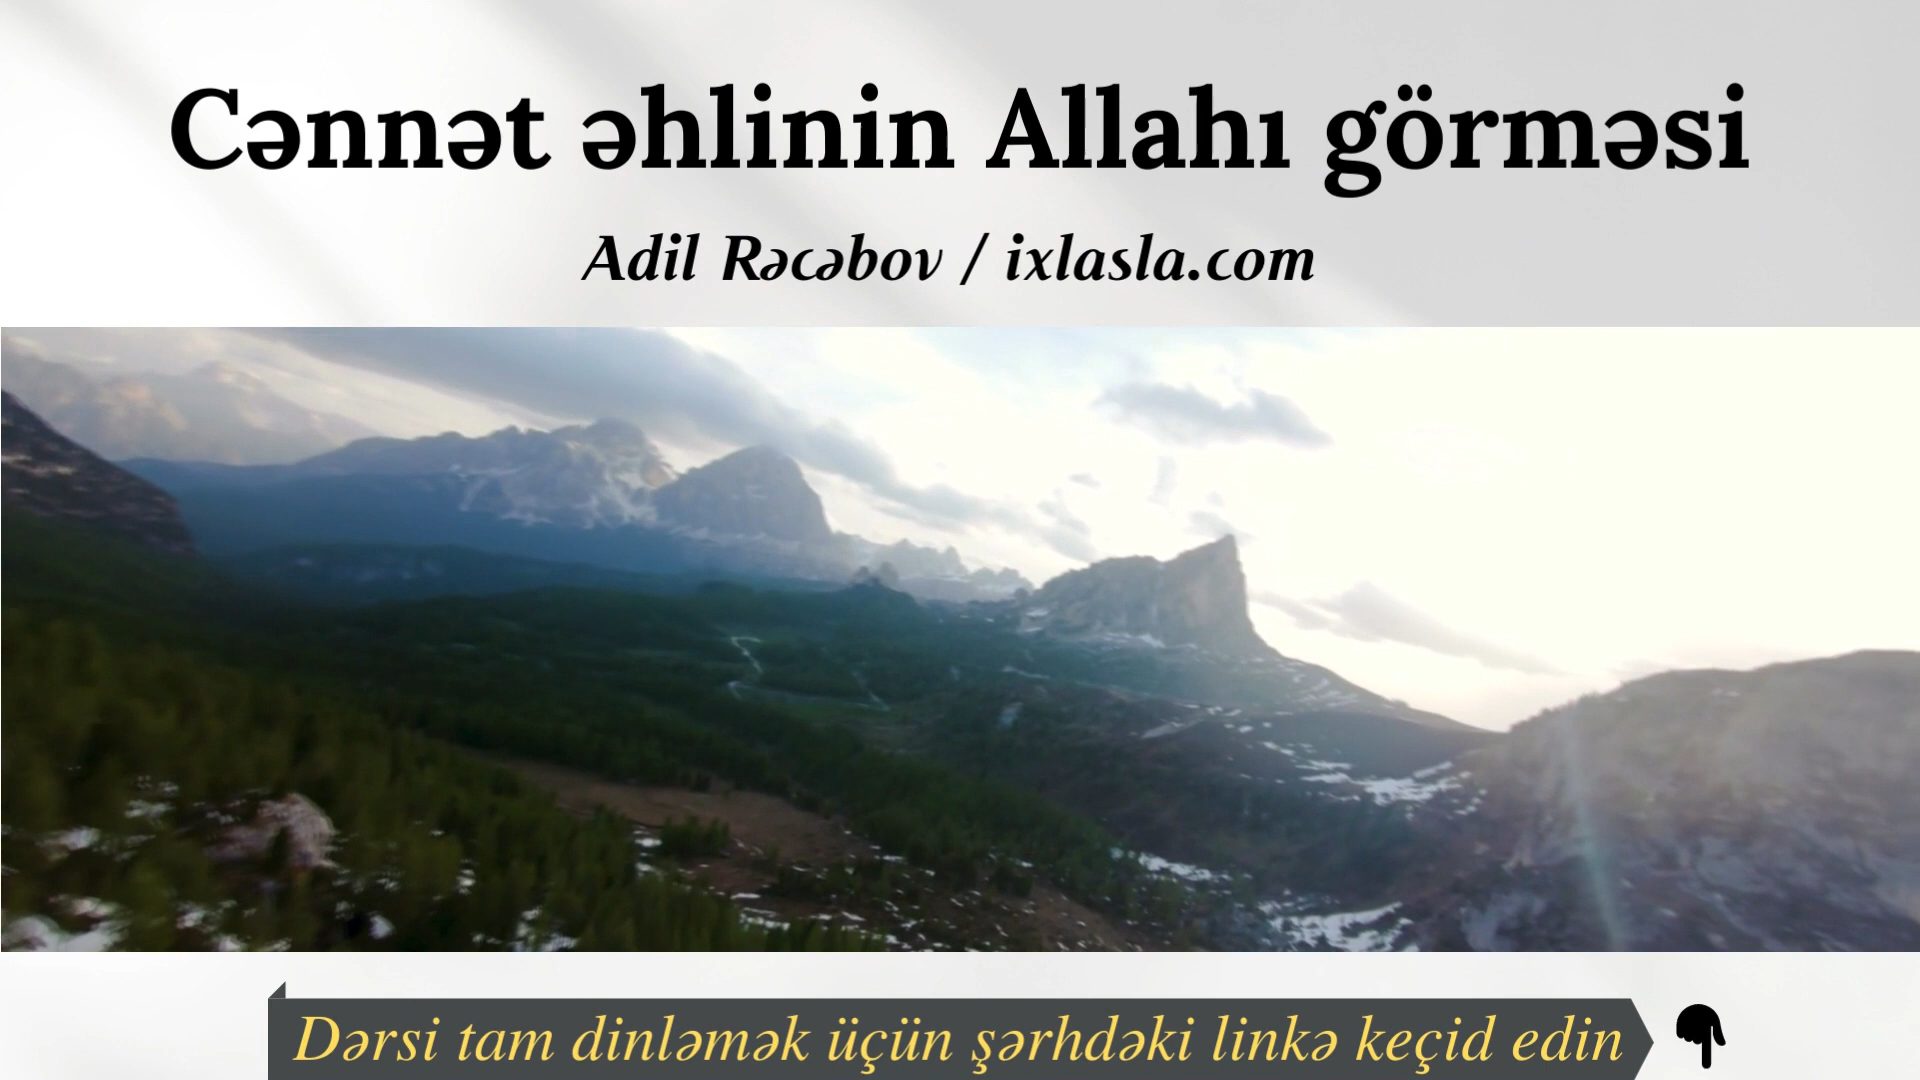 Cənnət əhlinin Allahı görməsi
Adil Rəcəbov / ixlasla.com
Dərsi tam dinləmək üçün şərhdəki linkə keçid edin